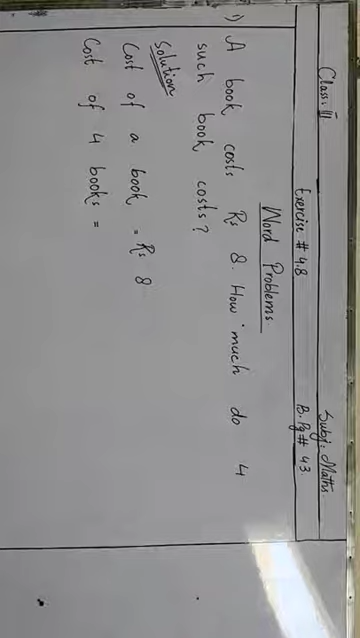 Class: III Subj: Maths.
Exercise # 4.8 B. Pg # 43
Word Problems
1) A book costs Rs 8. How much do 4
such book costs?
Solution
Cost of a book = Rs 8
Cost of 4 books =